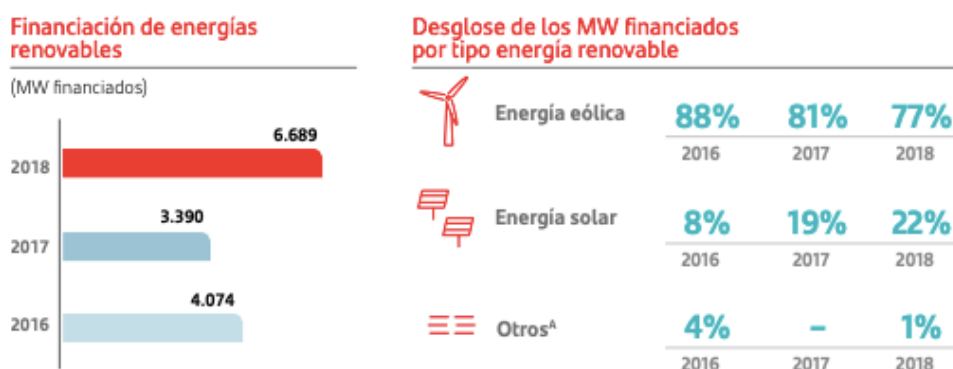 Financiación de energías
renovables
(MW financiados)
2018
6.689
2017
3.390
2016
4.074
Desglose de los MW financiados
por tipo energía renovable
Energía eólica
88% 81% 77%
2016 2017 2018
Energía solar
8% 19% 22%
2016 2017 2018
Otrosᴬ
4% – 1%
2016 2017 2018